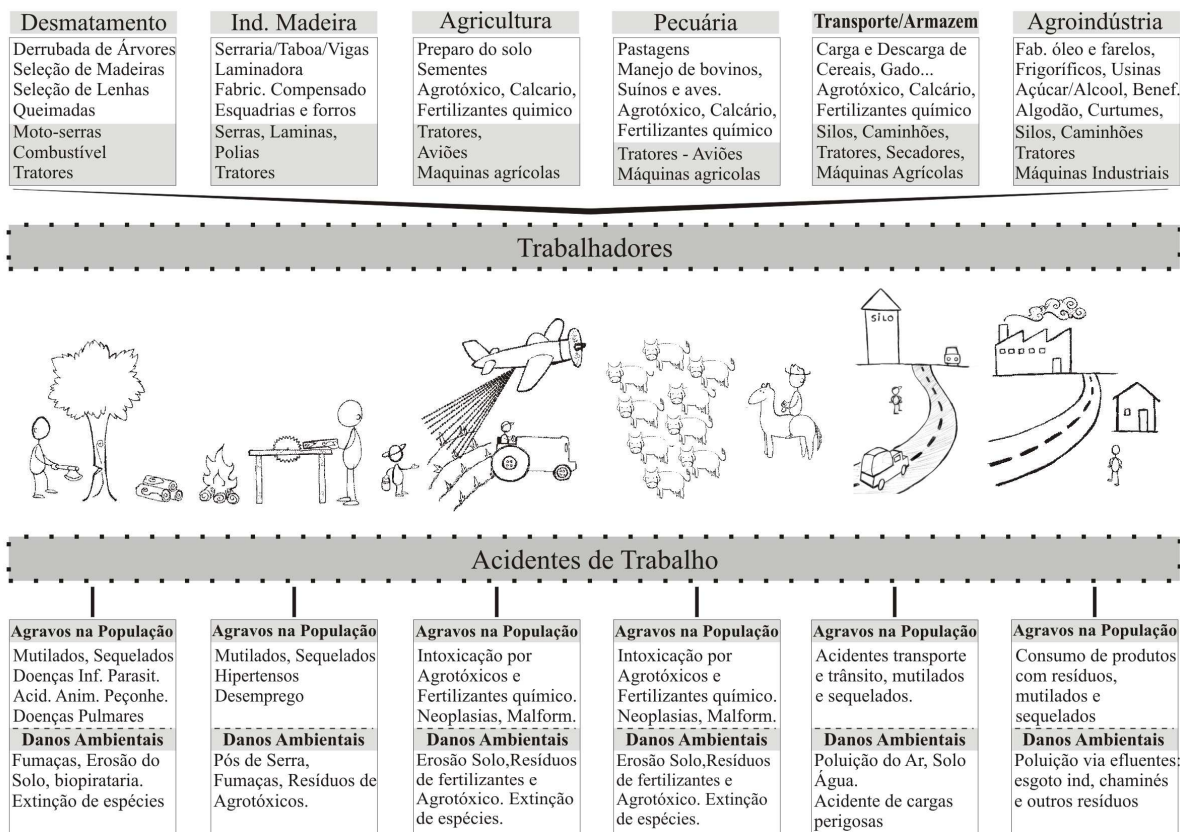 Desmatamento
Derrubada de Árvores
Seleção de Madeiras
Seleção de Lenhas
Queimadas
Moto-serras
Combustível
Tratores
Ind. Madeira
Serraria/Taboa/Vigas
Laminadora
Fabric. Compensado
Esquadrias e forros
Serras, Laminas,
Polias
Tratores
Agricultura
Preparo do solo
Sementes
Agrotóxico, Calcario,
Fertilizantes quimico
Tratores,
Aviões
Maquinas agrícolas
Pecuária
Pastagens
Manejo de bovinos,
Suínos e aves.
Agrotóxico, Calcário,
Fertilizantes químico
Tratores - Aviões
Máquinas agricolas
Transporte/Armazem
Carga e Descarga de
Cereais, Gado...
Agrotóxico, Calcário,
Fertilizantes químico
Silos, Caminhões,
Tratores, Secadores,
Máquinas Agrícolas
Agroindústria
Fab. óleo e farelos,
Frigoríficos, Usinas
Açúcar/Alcool, Benef.
Algodão, Curtumes,
Silos, Caminhões
Tratores
Máquinas Industriais
Trabalhadores
SILO
Acidentes de Trabalho
Agravos na População
Mutilados, Sequelados
Doenças Inf. Parasit.
Acid. Anim. Peçonhe.
Doenças Pulmares
Danos Ambientais
Fumaças, Erosão do
Solo, biopirataria.
Extinção de espécies
Agravos na População
Mutilados, Sequelados
Hipertensos
Desemprego
Danos Ambientais
Pós de Serra,
Fumaças, Resíduos de
Agrotóxicos.
Agravos na População
Intoxicação por
Agrotóxicos e
Fertilizantes químico.
Neoplasias, Malform.
Danos Ambientais
Erosão Solo,Resíduos
de fertilizantes e
Agrotóxico. Extinção
de espécies.
Agravos na População
Intoxicação por
Agrotóxicos e
Fertilizantes químico.
Neoplasias, Malform.
Danos Ambientais
Erosão Solo,Resíduos
de fertilizantes e
Agrotóxico. Extinção
de espécies.
Agravos na População
Acidentes transporte
e trânsito, mutilados
e sequelados.
Danos Ambientais
Poluição do Ar, Solo
Água.
Acidente de cargas
perigosas
Agravos na População
Consumo de produtos
com resíduos,
mutilados e
sequelados
Danos Ambientais
Poluição via efluentes:
esgoto ind, chaminés
e outros resíduos